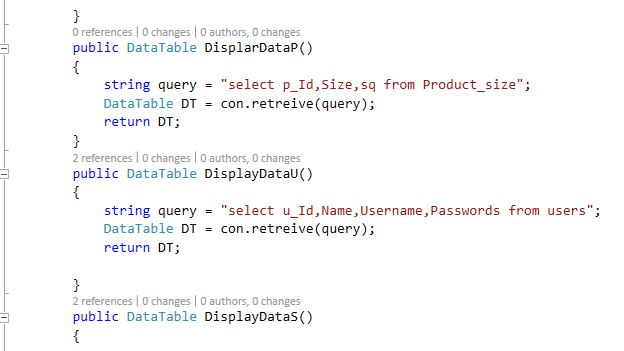 }
0 references | 0 changes | 0 authors, 0 changes
public DataTable DisplarDataP()
{
string query = "select p_Id,Size,sq from Product_size";
DataTable DT = con.retreive(query);
return DT;
}
2 references | 0 changes | 0 authors, 0 changes
public DataTable DisplayDataU()
{
string query = "select u_Id,Name,Username,Passwords from users";
DataTable DT = con.retreive(query);
return DT;
}
2 references | 0 changes | 0 authors, 0 changes
public DataTable DisplayDataS()
{